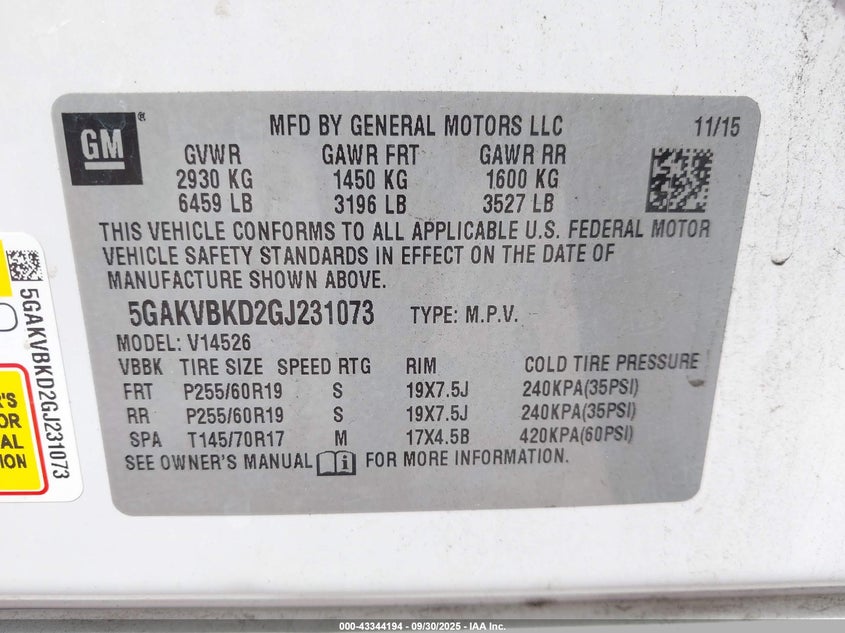 GM
MFD BY GENERAL MOTORS LLC 11/15
GVWR GAWR FRT GAWR RR
2930 KG 1450 KG 1600 KG
6459 LB 3196 LB 3527 LB
THIS VEHICLE CONFORMS TO ALL APPLICABLE U.S. FEDERAL MOTOR
VEHICLE SAFETY STANDARDS IN EFFECT ON THE DATE OF
MANUFACTURE SHOWN ABOVE.
5GAKVBKD2GJ231073 TYPE: M.P.V.
MODEL: V14526
VBBK TIRE SIZE SPEED RTG RIM COLD TIRE PRESSURE
FRT P255/60R19 S 19X7.5J 240KPA(35PSI)
RR P255/60R19 S 19X7.5J 240KPA(35PSI)
SPA T145/70R17 M 17X4.5B 420KPA(60PSI)
SEE OWNER'S MANUAL FOR MORE INFORMATION.
5GAKVBKD2GJ231073
R'S
OR
AL
ION
000-43344194 - 09/30/2025 - IAA Inc.